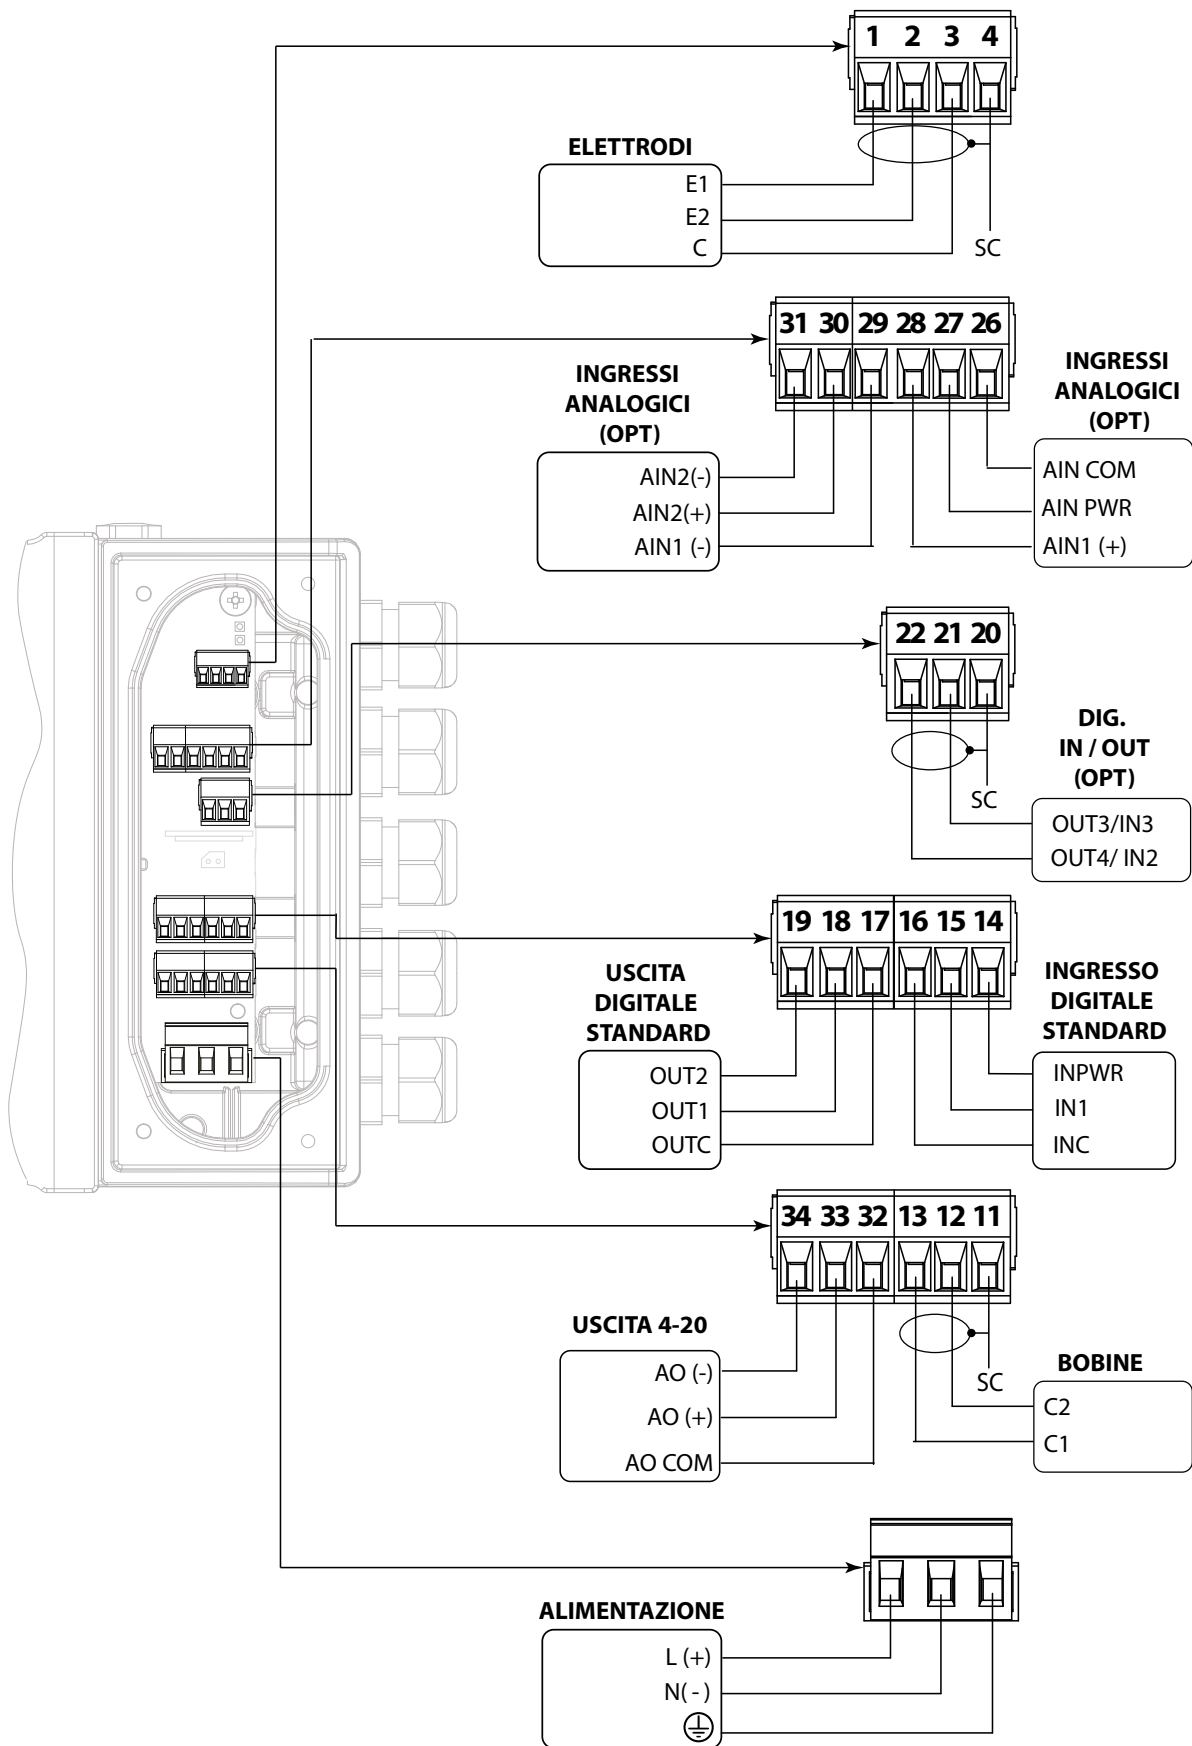 1 2 3 4
ELETTRODI
E1
E2
C
SC
31 30 29 28 27 26
INGRESSI
ANALOGICI
(OPT)
AIN2(-)
AIN2(+)
AIN1 (-)
INGRESSI
ANALOGICI
(OPT)
AIN COM
AIN PWR
AIN1 (+)
22 21 20
SC
DIG.
IN / OUT
(OPT)
OUT3/IN3
OUT4/ IN2
19 18 17 16 15 14
USCITA
DIGITALE
STANDARD
OUT2
OUT1
OUTC
INGRESSO
DIGITALE
STANDARD
INPWR
IN1
INC
34 33 32 13 12 11
USCITA 4-20
AO (-)
AO (+)
AO COM
SC
BOBINE
C2
C1
ALIMENTAZIONE
L (+)
N( - )